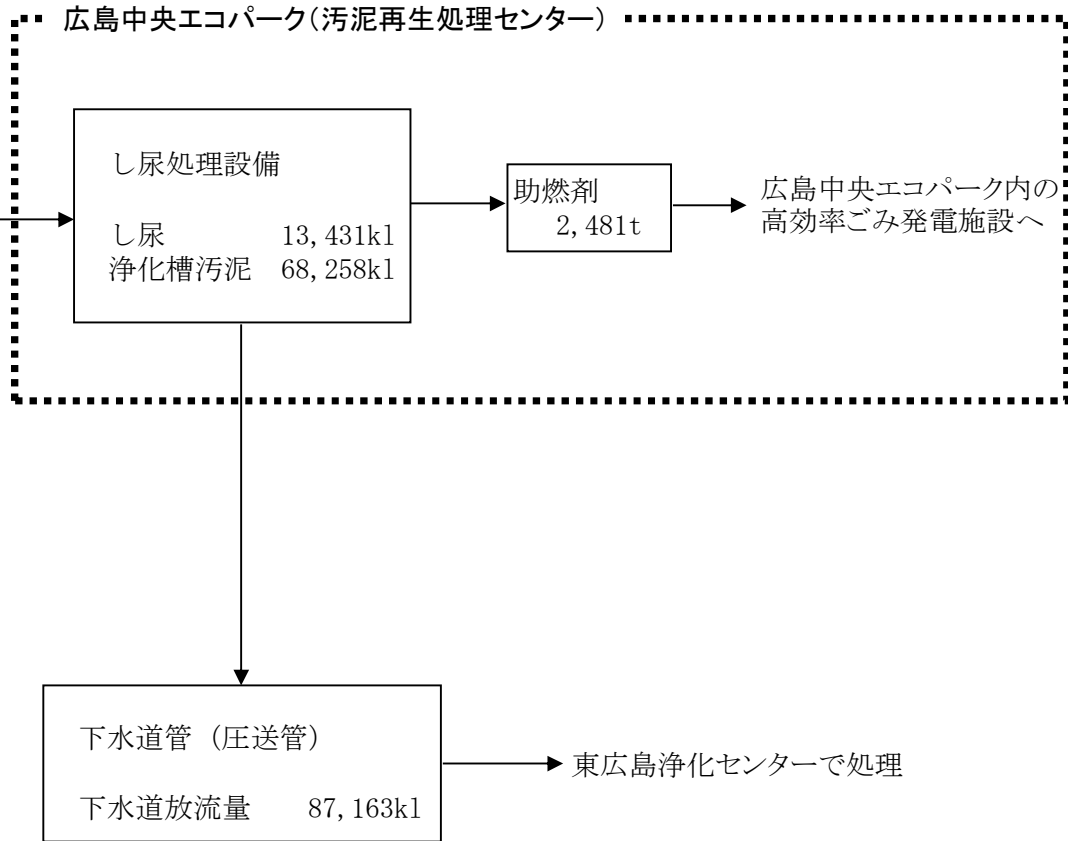 広島中央エコパーク(汚泥再生処理センター)
し尿処理設備
し尿 13,431kl
浄化槽汚泥 68,258kl
助燃剤
2,481t
広島中央エコパーク内の
高効率ごみ発電施設へ
下水道管 (圧送管)
下水道放流量 87,163kl
東広島浄化センターで処理